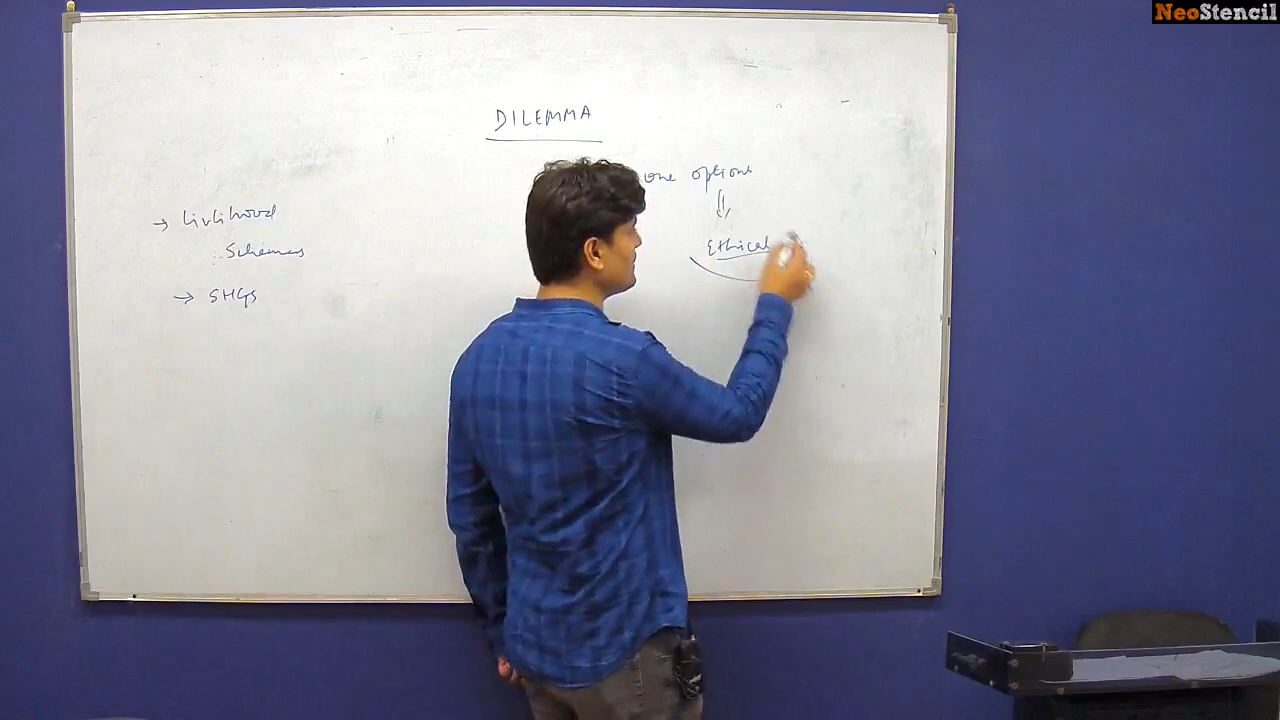 NeoStencil
DILEMMA
one options
Ethical
→ Livlihood
Schemes
→ SHGs